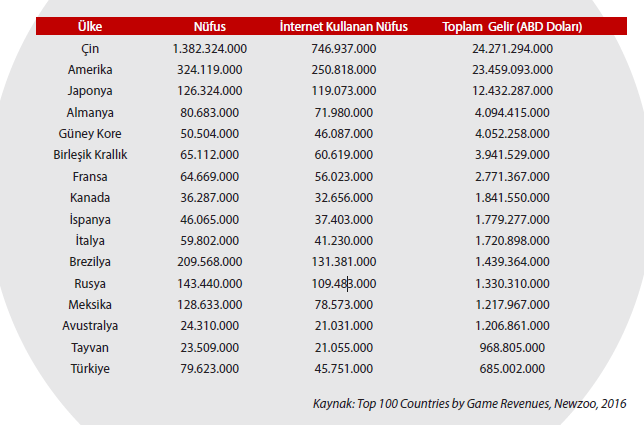 Ülke Nüfus İnternet Kullanan Nüfus Toplam Gelir (ABD Doları)
Çin 1.382.324.000 746.937.000 24.271.294.000
Amerika 324.119.000 250.818.000 23.459.093.000
Japonya 126.324.000 119.073.000 12.432.287.000
Almanya 80.683.000 71.980.000 4.094.415.000
Güney Kore 50.504.000 46.087.000 4.052.258.000
Birleşik Krallık 65.112.000 60.619.000 3.941.529.000
Fransa 64.669.000 56.023.000 2.771.367.000
Kanada 36.287.000 32.656.000 1.841.550.000
İspanya 46.065.000 37.403.000 1.779.277.000
İtalya 59.802.000 41.230.000 1.720.898.000
Brezilya 209.568.000 131.381.000 1.439.364.000
Rusya 143.440.000 109.483.000 1.330.310.000
Meksika 128.633.000 78.573.000 1.217.967.000
Avustralya 24.310.000 21.031.000 1.206.861.000
Tayvan 23.509.000 21.055.000 968.805.000
Türkiye 79.623.000 45.751.000 685.002.000
Kaynak: Top 100 Countries by Game Revenues, Newzoo, 2016